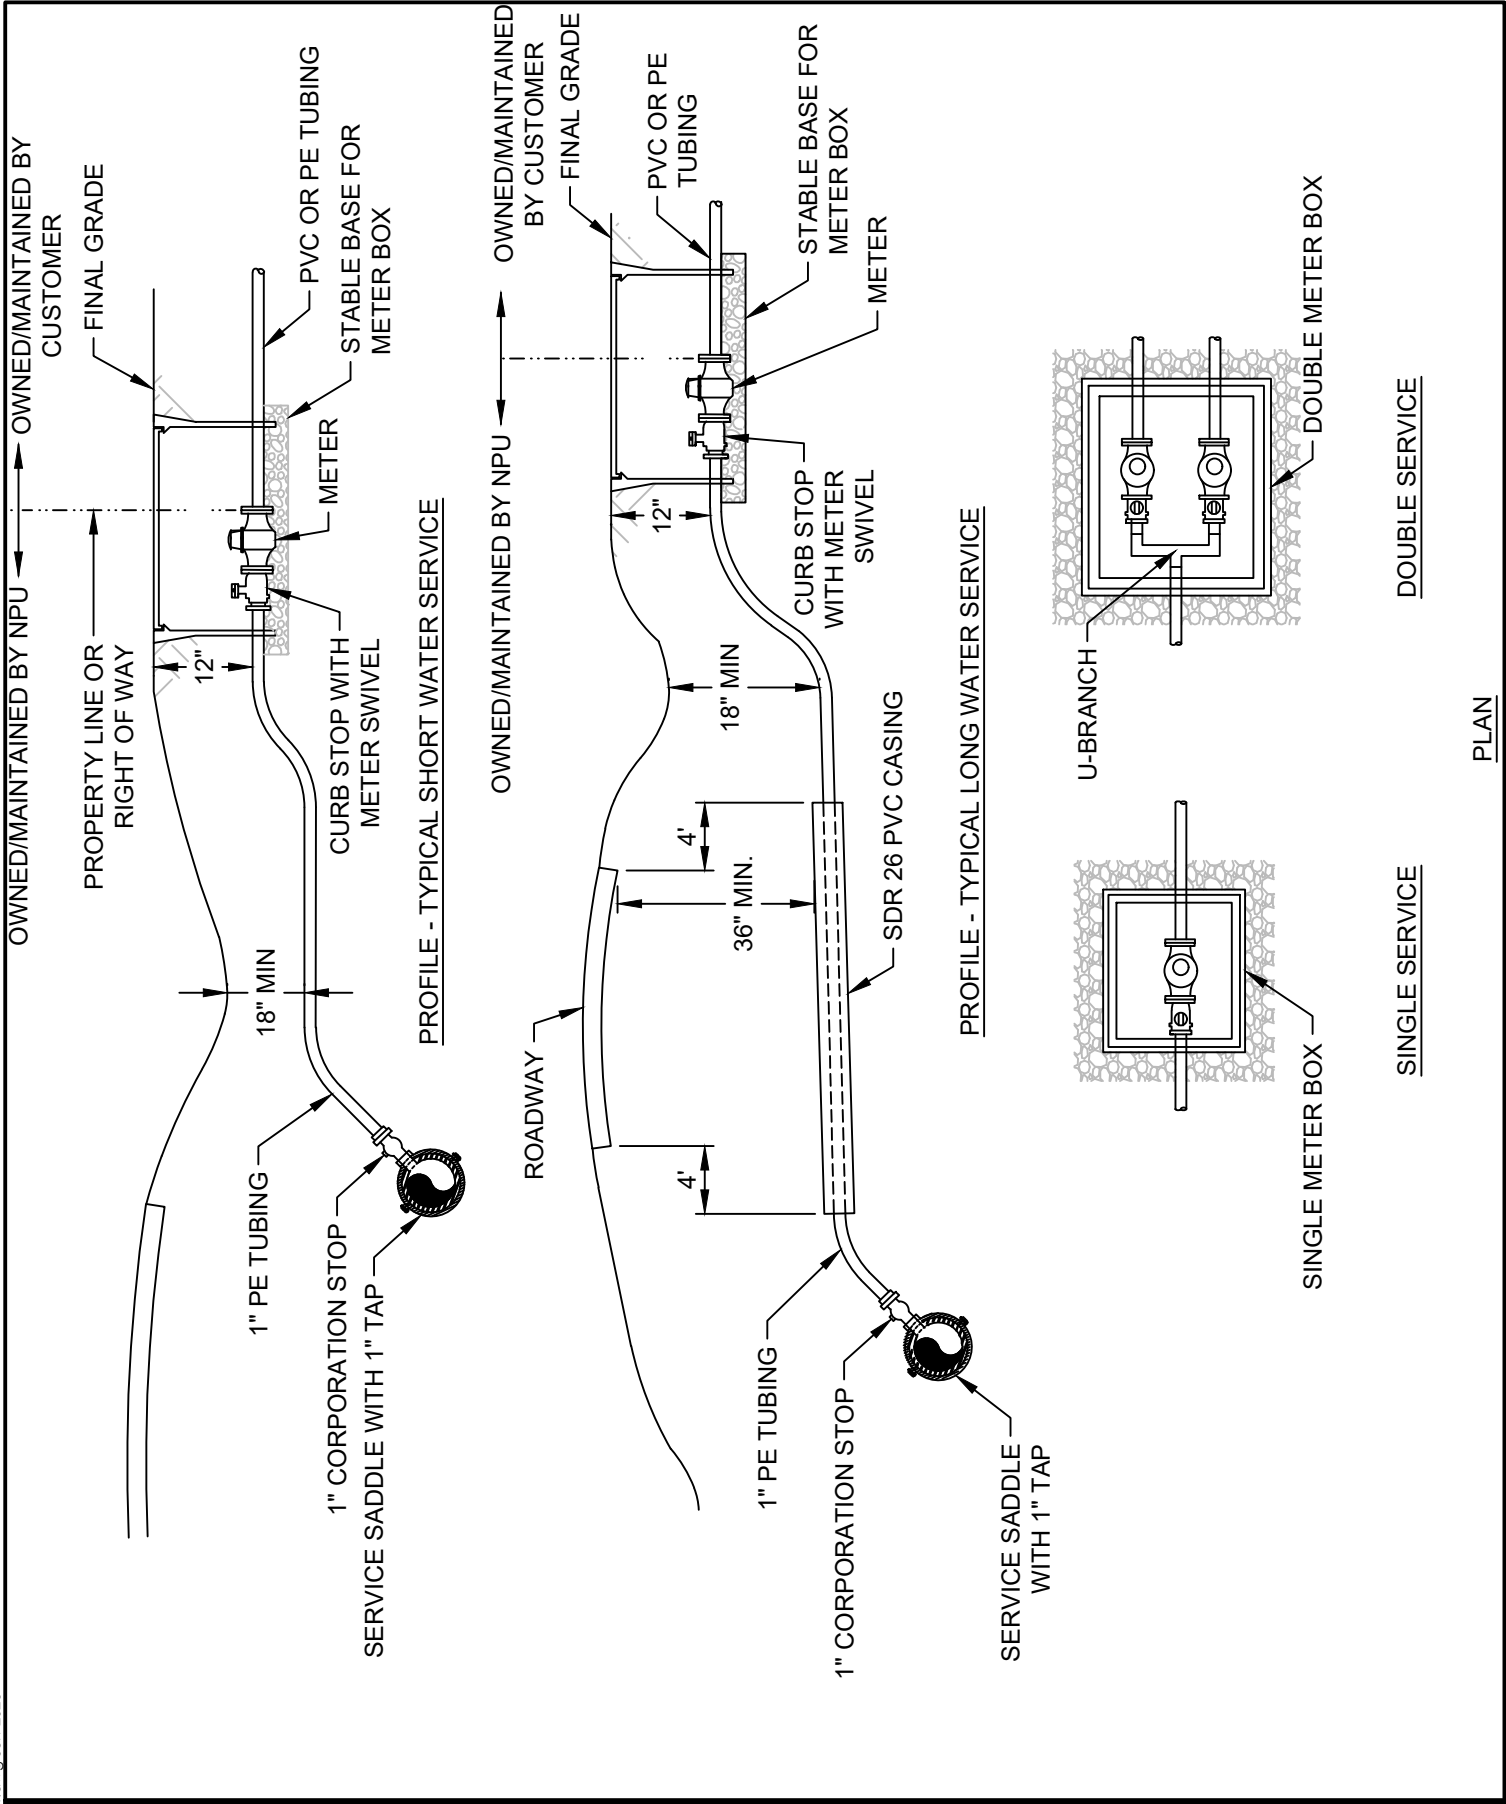 OWNED/MAINTAINED BY NPU
OWNED/MAINTAINED BY
CUSTOMER
PROPERTY LINE OR
RIGHT OF WAY
FINAL GRADE
12"
18" MIN
PVC OR PE TUBING
STABLE BASE FOR
METER BOX
METER
CURB STOP WITH
METER SWIVEL
1" PE TUBING
1" CORPORATION STOP
SERVICE SADDLE WITH 1" TAP
PROFILE - TYPICAL SHORT WATER SERVICE
OWNED/MAINTAINED BY NPU
OWNED/MAINTAINED
BY CUSTOMER
FINAL GRADE
PVC OR PE
TUBING
STABLE BASE FOR
METER BOX
METER
CURB STOP
WITH METER
SWIVEL
12"
18" MIN
ROADWAY
4'
36" MIN.
4'
SDR 26 PVC CASING
1" PE TUBING
1" CORPORATION STOP
SERVICE SADDLE
WITH 1" TAP
PROFILE - TYPICAL LONG WATER SERVICE
SINGLE METER BOX
SINGLE SERVICE
U-BRANCH
DOUBLE METER BOX
DOUBLE SERVICE
PLAN